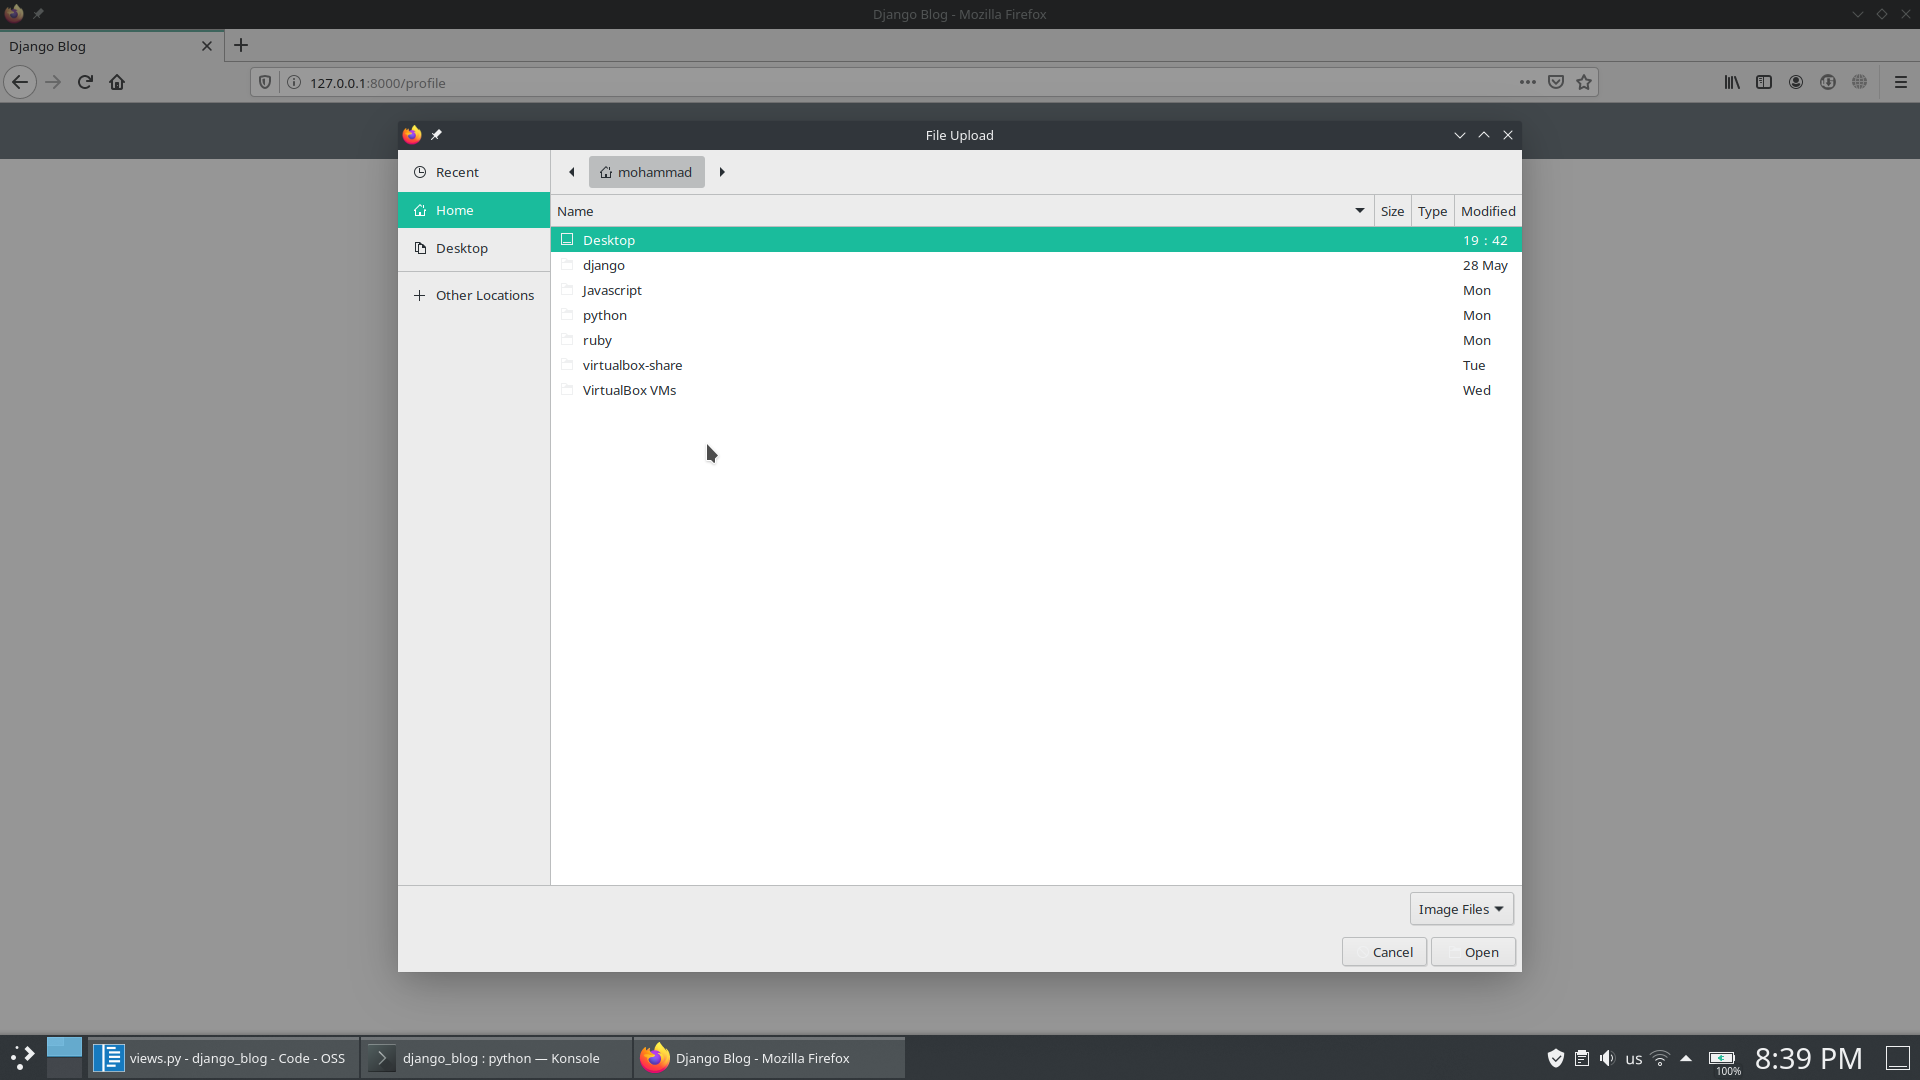 Django Blog - Mozilla Firefox
Django Blog
127.0.0.1:8000/profile
File Upload
Recent
mohammad
Home
Name Size Type Modified
Desktop 19 : 42
Desktop
django 28 May
Javascript Mon
Other Locations
python Mon
ruby Mon
virtualbox-share Tue
VirtualBox VMs Wed
Image Files
Cancel Open
views.py - django_blog - Code - OSS
django_blog : python — Konsole
Django Blog - Mozilla Firefox
us
100%
8:39 PM